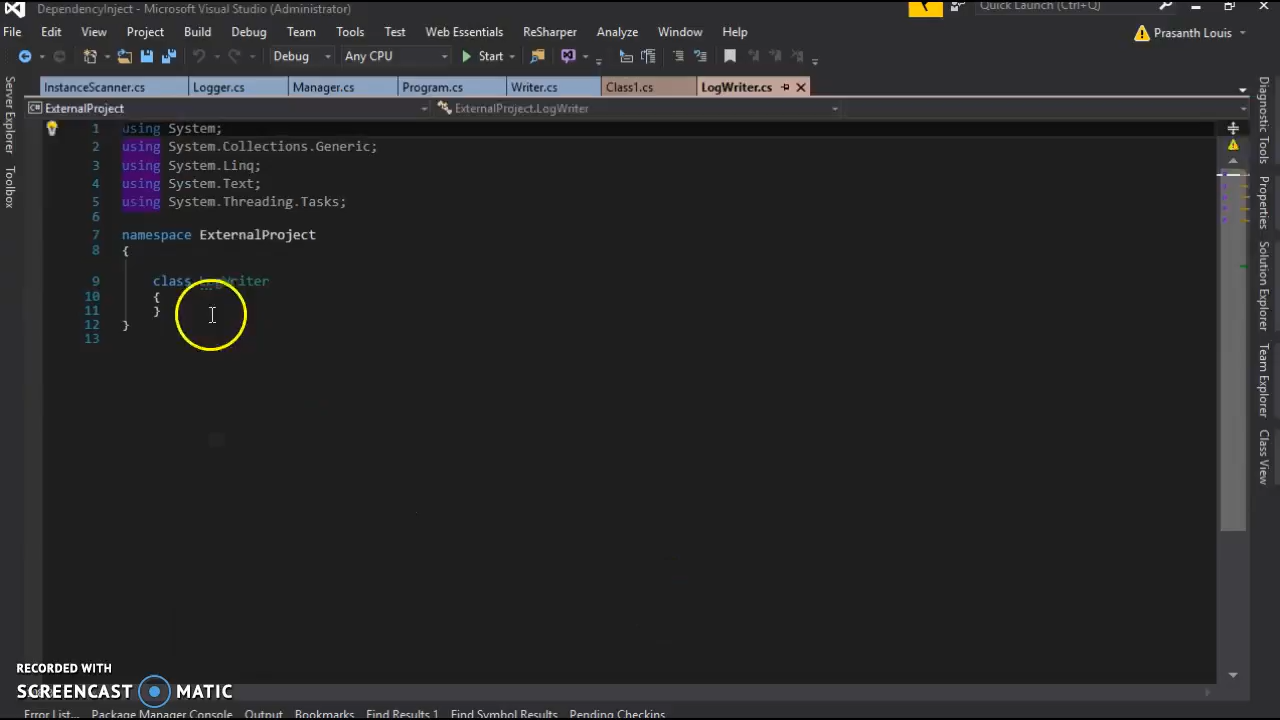 DependencyInject - Microsoft Visual Studio (Administrator)
Quick Launch (Ctrl+Q)
File Edit View Project Build Debug Team Tools Test Web Essentials ReSharper Analyze Window Help
Prasanth Louis
Debug Any CPU Start
InstanceScanner.cs Logger.cs Manager.cs Program.cs Writer.cs Class1.cs LogWriter.cs
ExternalProject ExternalProject.LogWriter
1 using System;
2 using System.Collections.Generic;
3 using System.Linq;
4 using System.Text;
5 using System.Threading.Tasks;
6
7 namespace ExternalProject
8 {
9 class LogWriter
10 {
11 }
12 }
13
Server Explorer
Toolbox
Diagnostic Tools
Properties
Solution Explorer
Team Explorer
Class View
RECORDED WITH
SCREENCAST MATIC
Error List... Package Manager Console Output Bookmarks Find Results 1 Find Symbol Results Pending Changes